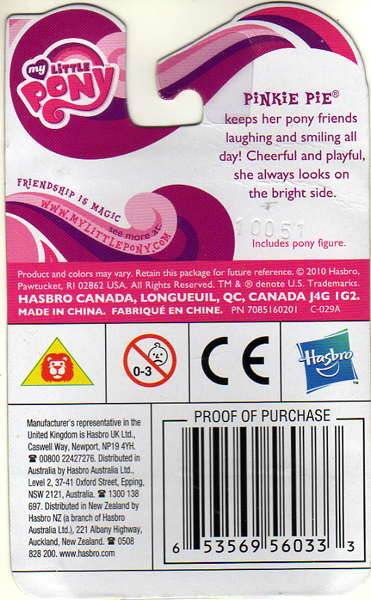 my LITTLE
PONY
PINKIE PIE®
keeps her pony friends
laughing and smiling all
day! Cheerful and playful,
she always looks on
the bright side.
FRIENDSHIP IS MAGIC
see more at:
WWW.MYLITTLEPONY.COM
10051
Includes pony figure.
Product and colors may vary. Retain this package for future reference. © 2010 Hasbro,
Pawtucket, RI 02862 USA. All Rights Reserved. TM & ® denote U.S. Trademarks.
HASBRO CANADA, LONGUEUIL, QC, CANADA J4G 1G2.
MADE IN CHINA. FABRIQUÉ EN CHINE. PN 7085160201 C-029A
0-3
CE
Hasbro
TM
Manufacturer's representative in the
United Kingdom is Hasbro UK Ltd.,
Caswell Way, Newport, NP19 4YH.
☎ 00800 22427276. Distributed in
Australia by Hasbro Australia Ltd.,
Level 2, 37-41 Oxford Street, Epping,
NSW 2121, Australia. ☎ 1300 138
697. Distributed in New Zealand by
Hasbro NZ (a branch of Hasbro
Australia Ltd.), 221 Albany Highway,
Auckland, New Zealand. ☎ 0508
828 200. www.hasbro.com
PROOF OF PURCHASE
6 53569 56033 3